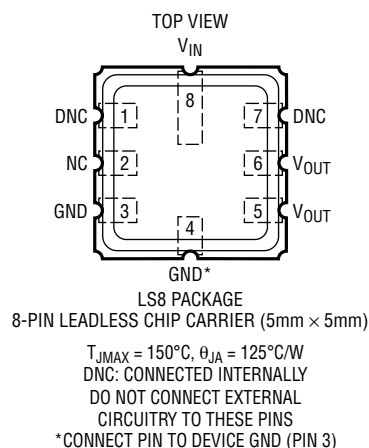 TOP VIEW
VIN
8
DNC 1 7 DNC
NC 2 6 VOUT
GND 3 5 VOUT
4
GND*
LS8 PACKAGE
8-PIN LEADLESS CHIP CARRIER (5mm × 5mm)
TJMAX = 150°C, θJA = 125°C/W
DNC: CONNECTED INTERNALLY
DO NOT CONNECT EXTERNAL
CIRCUITRY TO THESE PINS
*CONNECT PIN TO DEVICE GND (PIN 3)